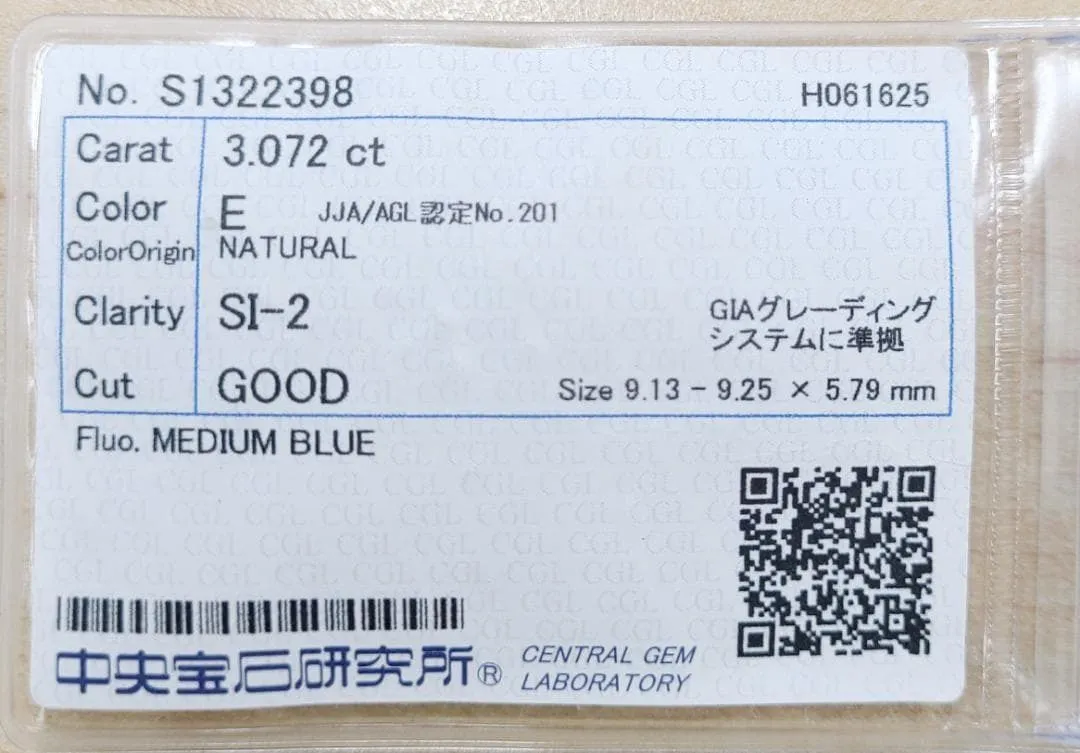 No. S1322398 H061625
Carat 3.072 ct
Color E JJA/AGL認定No.201
ColorOrigin NATURAL
Clarity SI-2 GIAグレーディング
システムに準拠
Cut GOOD Size 9.13 - 9.25 × 5.79 mm
Fluo. MEDIUM BLUE
中央宝石研究所® CENTRAL GEM
LABORATORY